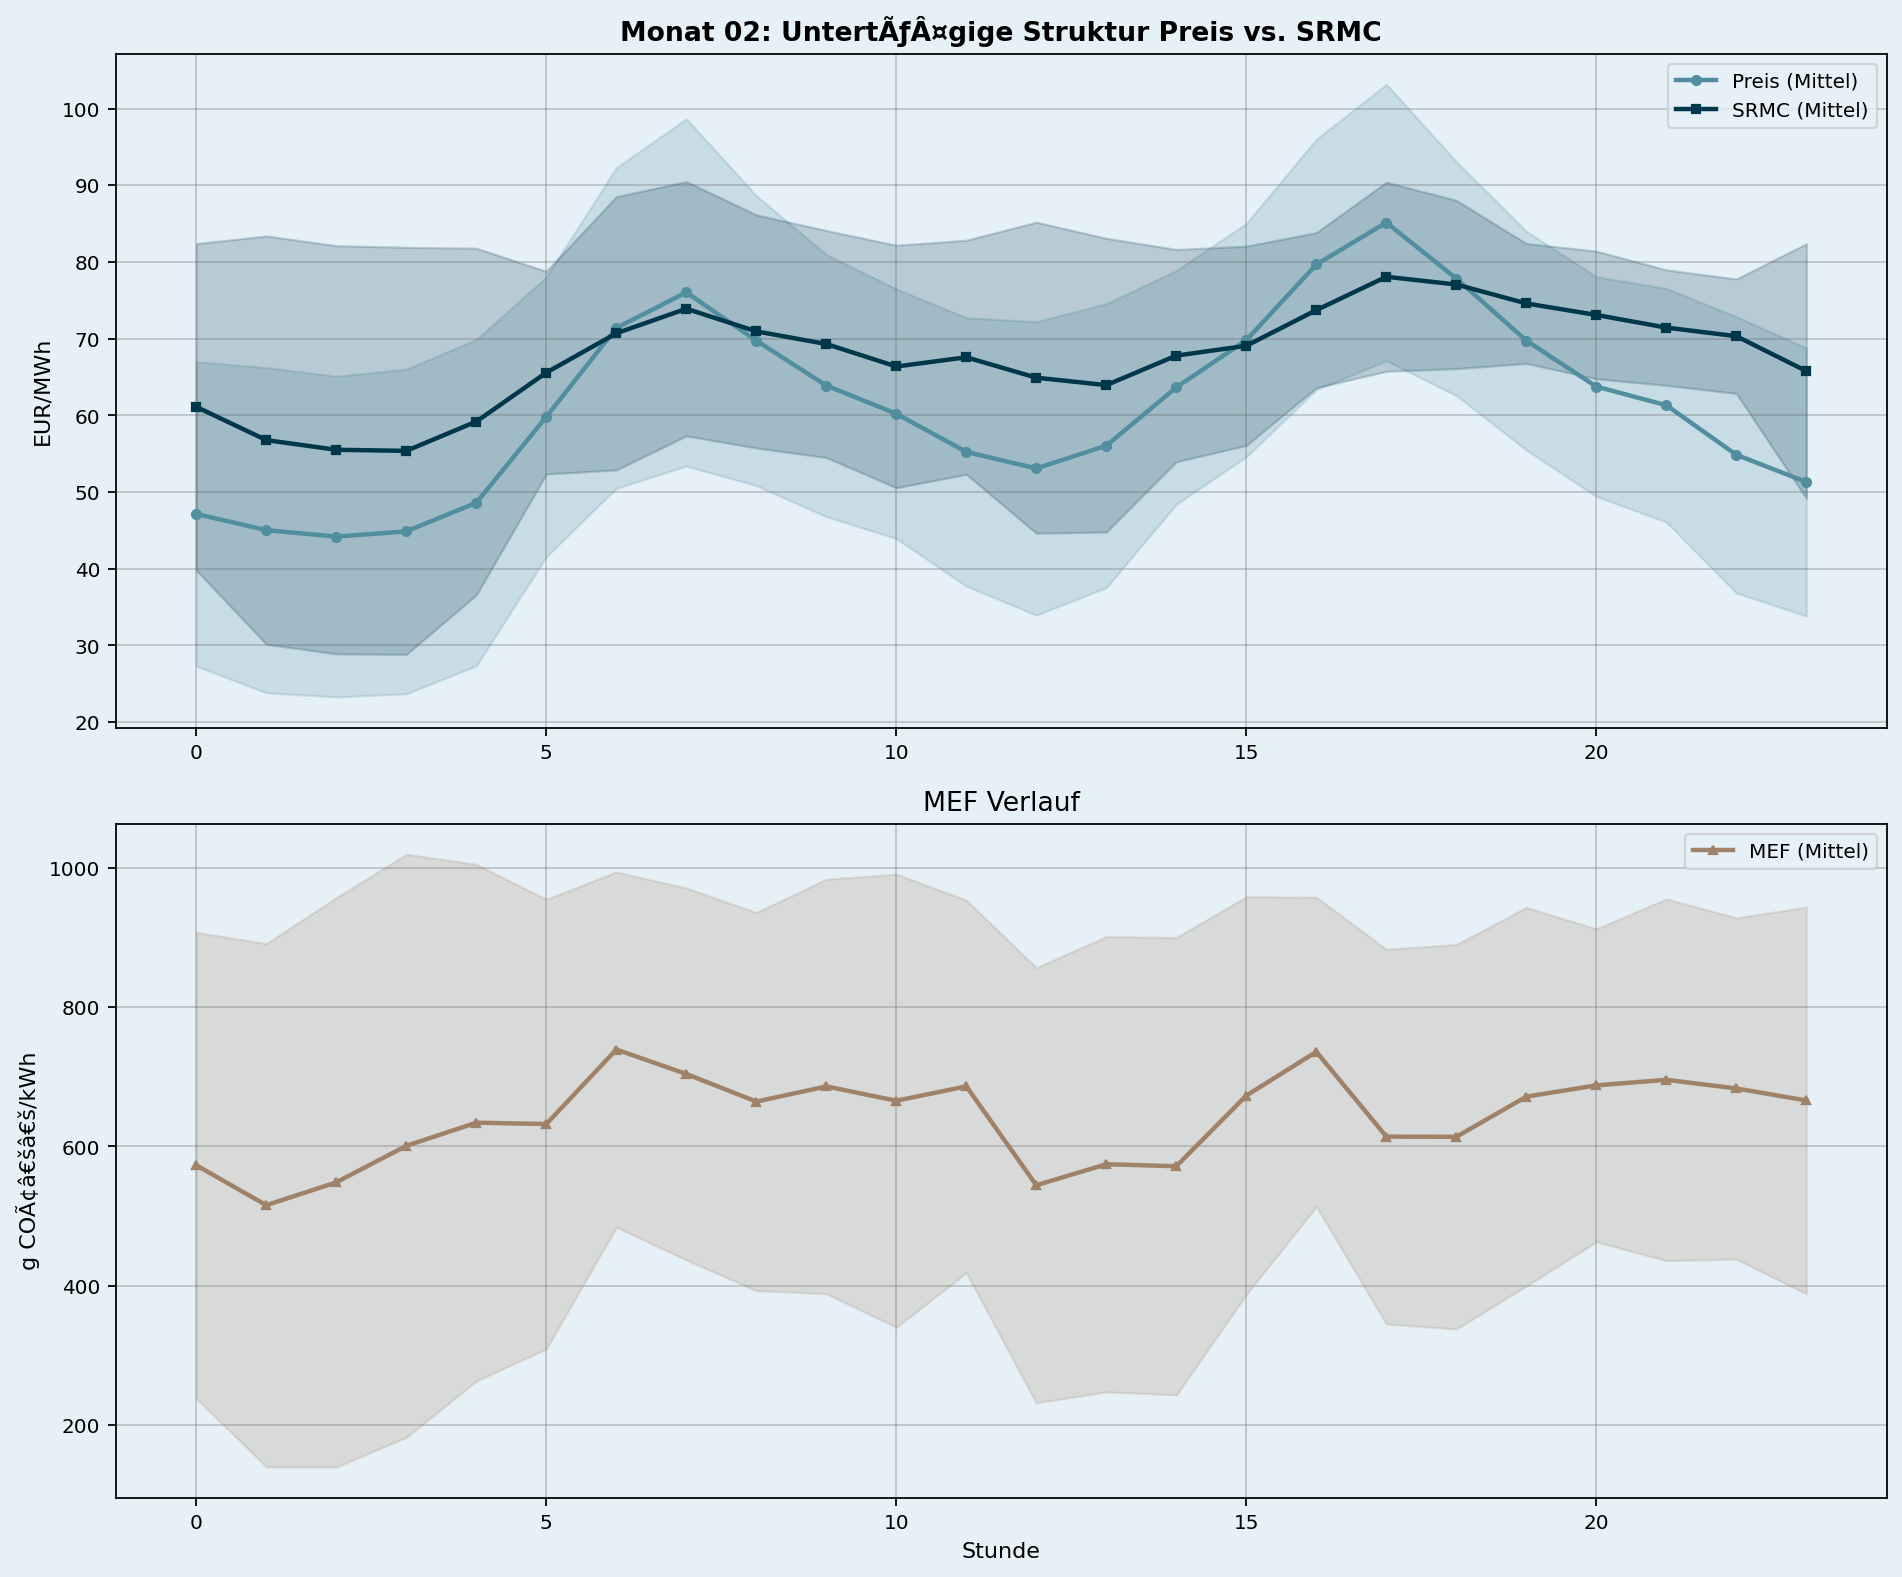 Monat 02: UntertÃƒÂ¤gige Struktur Preis vs. SRMC
Preis (Mittel)
SRMC (Mittel)
EUR/MWh
100
90
80
70
60
50
40
30
20
0 5 10 15 20
MEF Verlauf
MEF (Mittel)
g COÃ¢â€šâ€š/kWh
1000
800
600
400
200
0 5 10 15 20
Stunde